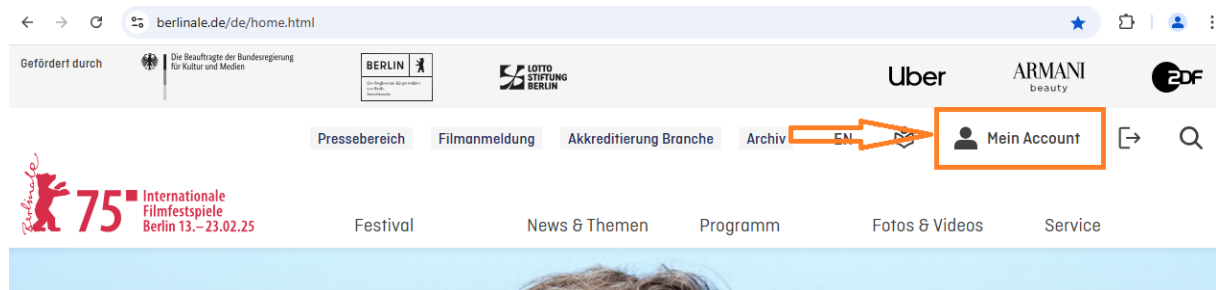 berlinale.de/de/home.html
Gefördert durch
Die Beauftragte der Bundesregierung
für Kultur und Medien
BERLIN
LOTTO
STIFTUNG
BERLIN
Uber
ARMANI
beauty
ZDF
Pressebereich Filmanmeldung Akkreditierung Branche Archiv EN Mein Account
Berlinale
75
Internationale
Filmfestspiele
Berlin 13.–23.02.25
Festival News & Themen Programm Fotos & Videos Service